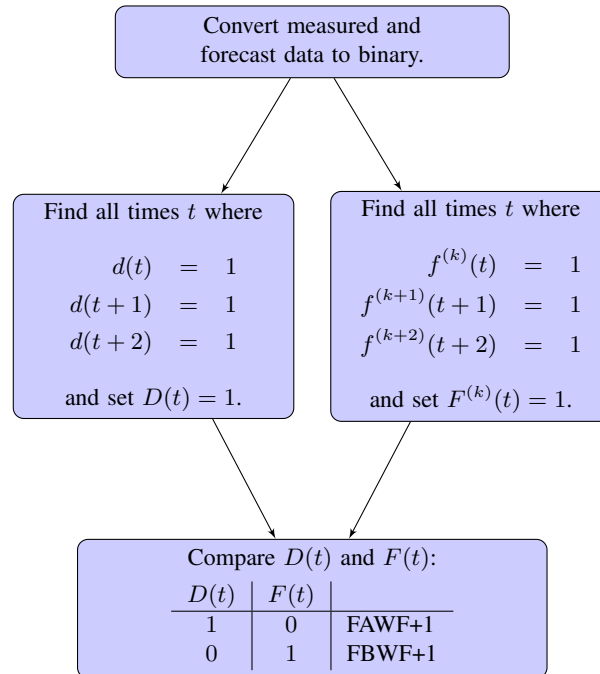 Convert measured and
forecast data to binary.
Find all times t where
d(t) = 1
d(t + 1) = 1
d(t + 2) = 1
and set D(t) = 1.
Find all times t where
f^{(k)}(t) = 1
f^{(k+1)}(t + 1) = 1
f^{(k+2)}(t + 2) = 1
and set F^{(k)}(t) = 1.
Compare D(t) and F(t):
D(t) F(t)
1 0 FAWF+1
0 1 FBWF+1